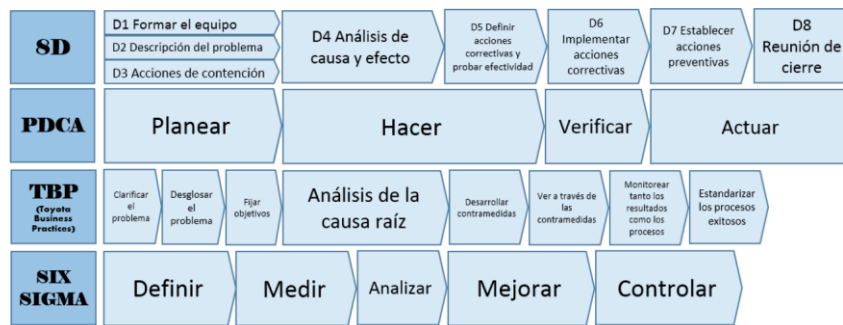 SD
D1 Formar el equipo
D2 Descripción del problema
D3 Acciones de contención
D4 Análisis de
causa y efecto
D5 Definir
acciones
correctivas y
probar efectividad
D6
Implementar
acciones
correctivas
D7 Establecer
acciones
preventivas
D8
Reunión de
cierre
PDCA
Planear
Hacer
Verificar
Actuar
TBP
(Toyota
Business
Practices)
Clarificar
el
problema
Desglosar
el
problema
Fijar
objetivos
Análisis de la
causa raíz
Desarrollar
contramedidas
Ver a través de
las
contramedidas
Monitorear
tanto los
resultados
como los
procesos
Estandarizar
los procesos
exitosos
SIX
SIGMA
Definir
Medir
Analizar
Mejorar
Controlar